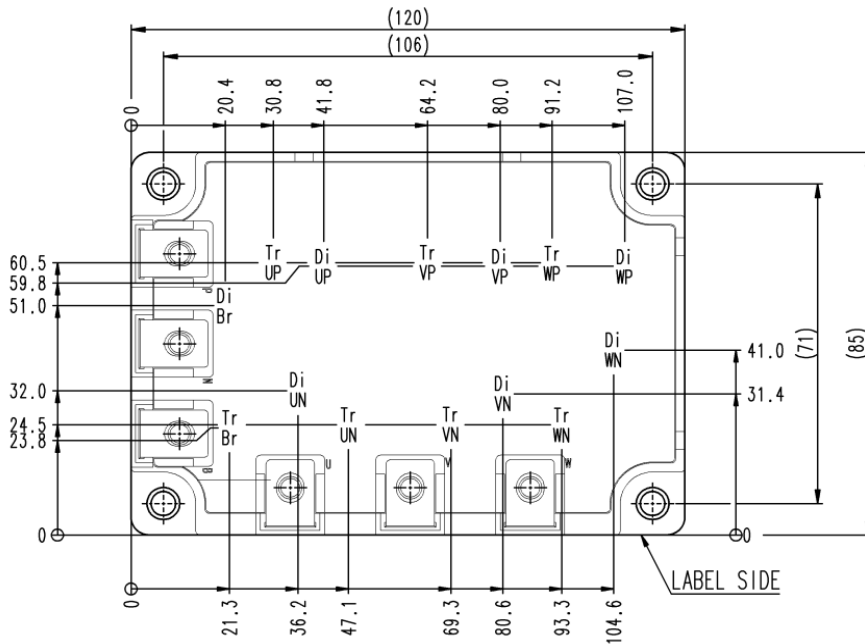 (120)
(106)
0
20.4
30.8
41.8
64.2
80.0
91.2
107.0
Tr
UP
Di
UP
Tr
VP
Di
VP
Tr
WP
Di
WP
60.5
59.8
51.0
P
Di
Br
(71)
(85)
41.0
Di
WN
N
32.0
Di
UN
Di
VN
31.4
24.5
23.8
Tr
Br
Tr
UN
Tr
VN
Tr
WN
B
U
V
W
0
0
LABEL SIDE
0
21.3
36.2
47.1
69.3
80.6
93.3
104.6